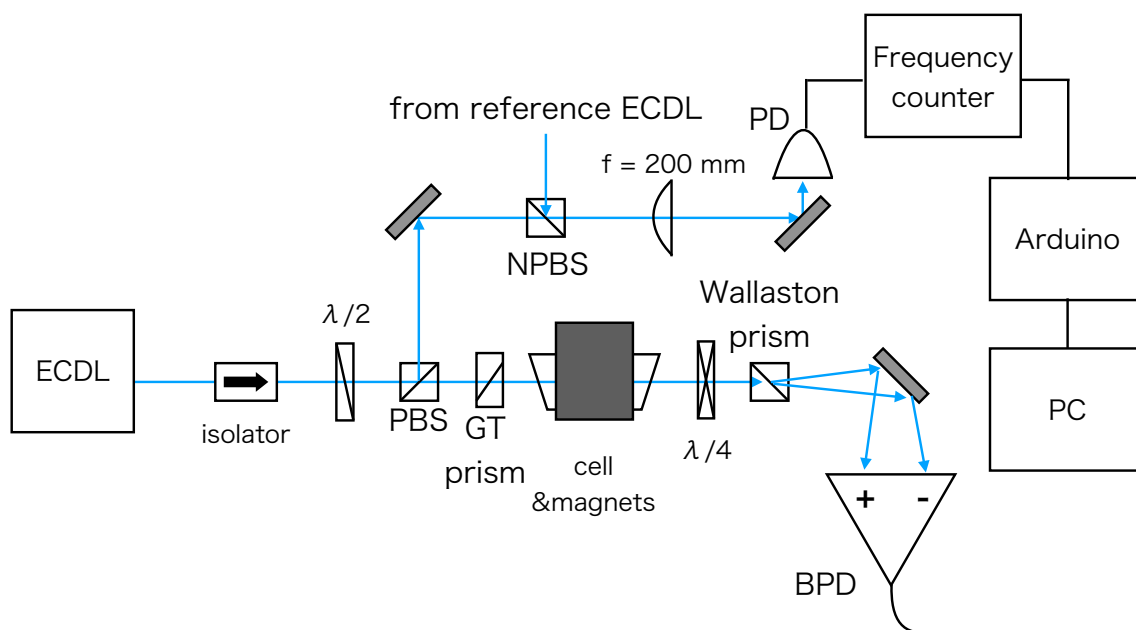 Frequency
counter
from reference ECDL
PD
f = 200 mm
NPBS
Arduino
Wallaston
prism
λ/2
ECDL
PBS
GT
prism
isolator
cell
&magnets
λ/4
PC
+ -
BPD